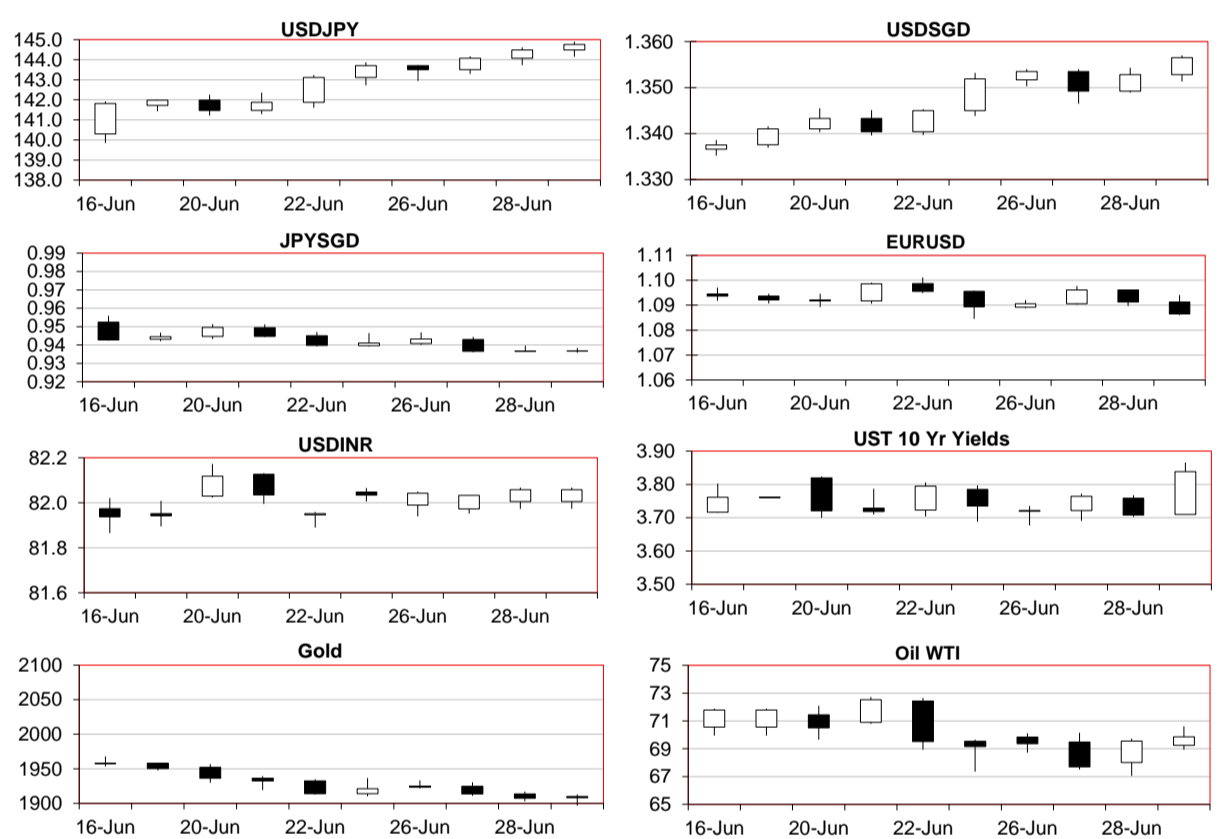 USDJPY
145.0
144.0
143.0
142.0
141.0
140.0
139.0
138.0
16-Jun 20-Jun 22-Jun 26-Jun 28-Jun
USDSGD
1.360
1.350
1.340
1.330
16-Jun 20-Jun 22-Jun 26-Jun 28-Jun
JPYSGD
0.99
0.98
0.97
0.96
0.95
0.94
0.93
0.92
16-Jun 20-Jun 22-Jun 26-Jun 28-Jun
EURUSD
1.11
1.10
1.09
1.08
1.07
1.06
16-Jun 20-Jun 22-Jun 26-Jun 28-Jun
USDINR
82.2
82.0
81.8
81.6
16-Jun 20-Jun 22-Jun 26-Jun 28-Jun
UST 10 Yr Yields
3.90
3.80
3.70
3.60
3.50
16-Jun 20-Jun 22-Jun 26-Jun 28-Jun
Gold
2100
2050
2000
1950
1900
16-Jun 20-Jun 22-Jun 26-Jun 28-Jun
Oil WTI
75
73
71
69
67
65
16-Jun 20-Jun 22-Jun 26-Jun 28-Jun